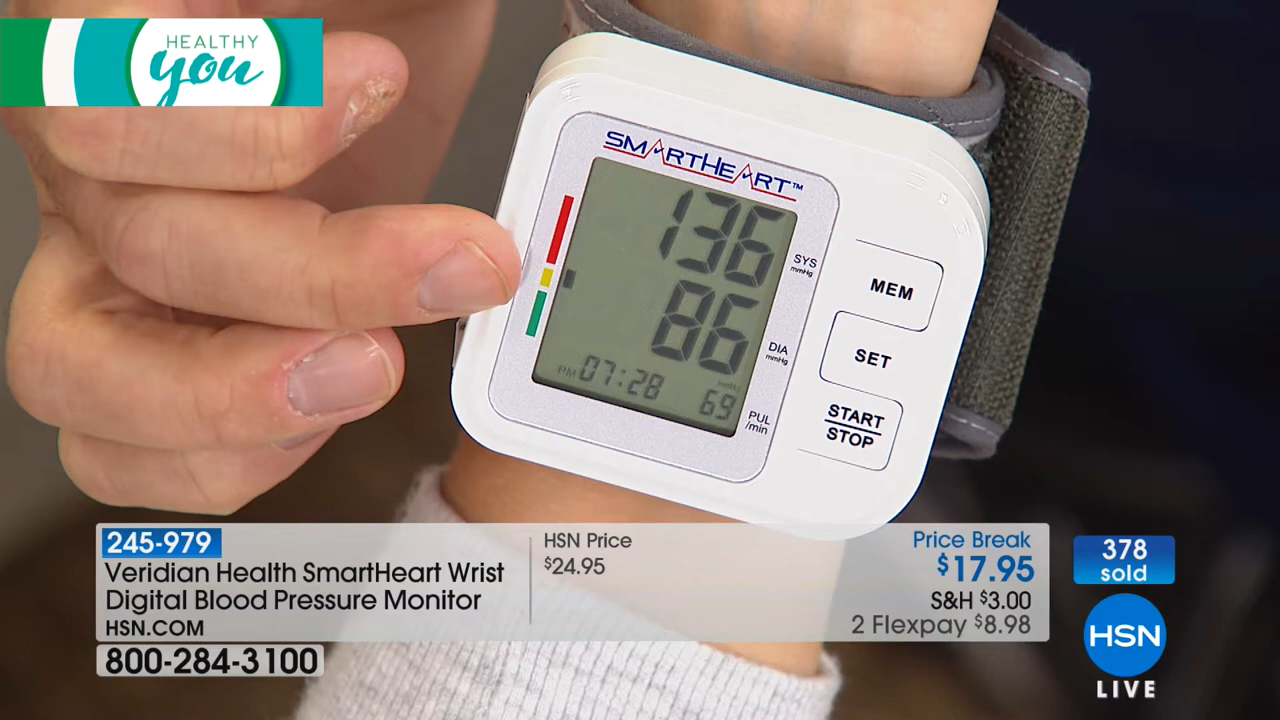 HEALTHY
you
SMARTHEART™
136
SYS
mmHg
86
DIA
mmHg
PM 07:28
69
PUL
/min
MEM
SET
START
STOP
245-979
Veridian Health SmartHeart Wrist
Digital Blood Pressure Monitor
HSN.COM
800-284-3100
HSN Price
$24.95
Price Break
$17.95
S&H $3.00
2 Flexpay $8.98
378
sold
HSN
LIVE